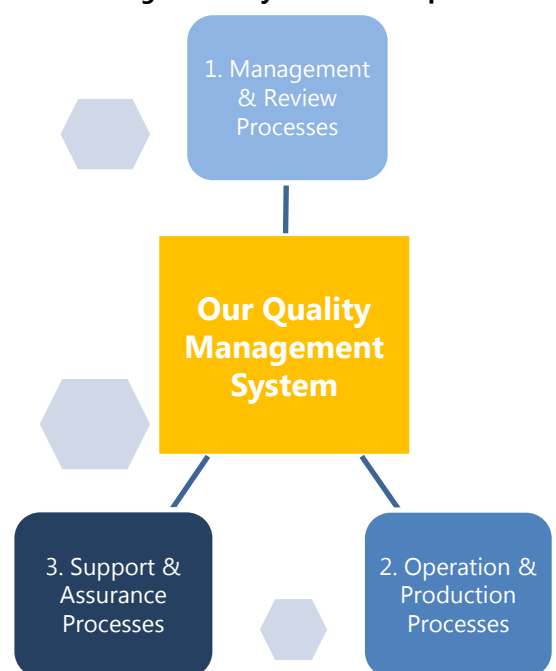 1. Management
& Review
Processes
Our Quality
Management
System
3. Support &
Assurance
Processes
2. Operation &
Production
Processes